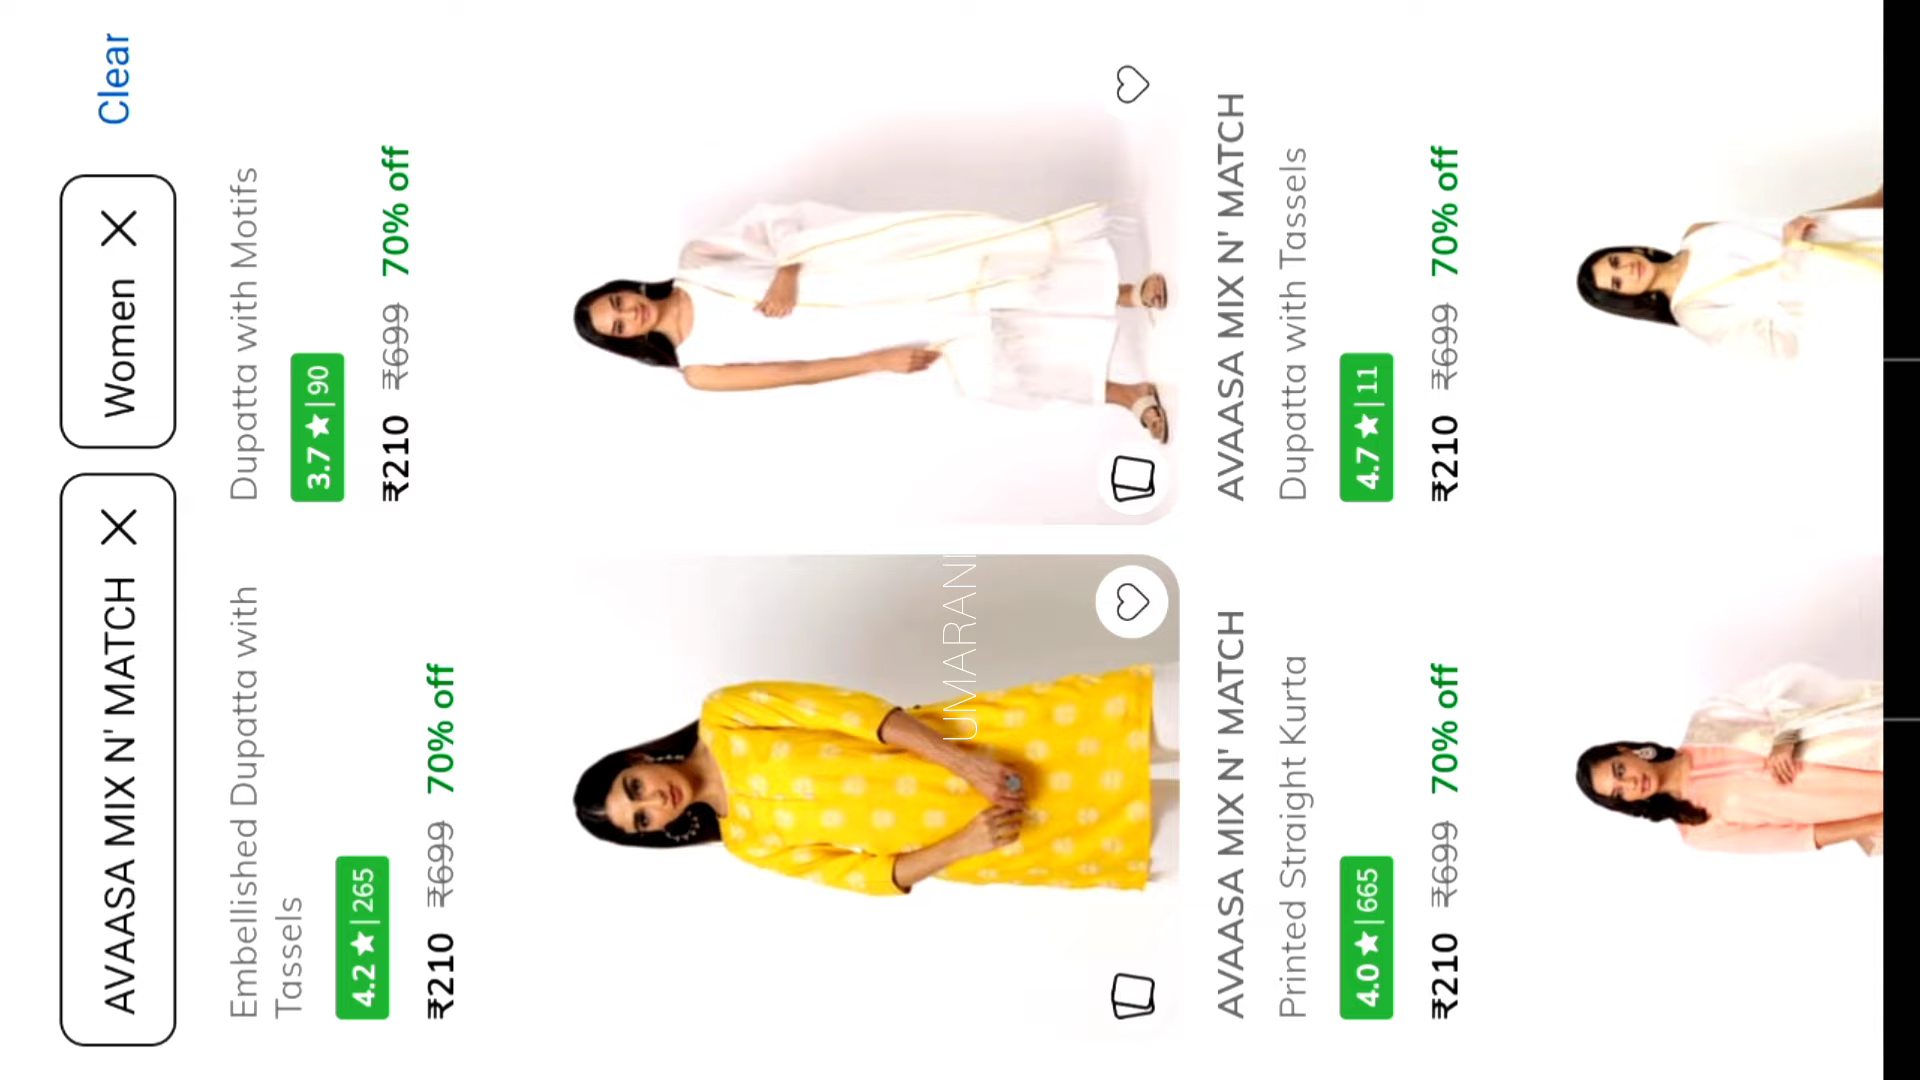 AVAASA MIX N' MATCH
Women
Clear
Embellished Dupatta with
Tassels
4.2 ★ | 265
₹210 ₹699 70% off
Dupatta with Motifs
3.7 ★ | 90
₹210 ₹699 70% off
UMARANI
AVAASA MIX N' MATCH
Printed Straight Kurta
4.0 ★ | 665
₹210 ₹699 70% off
AVAASA MIX N' MATCH
Dupatta with Tassels
4.7 ★ | 11
₹210 ₹699 70% off